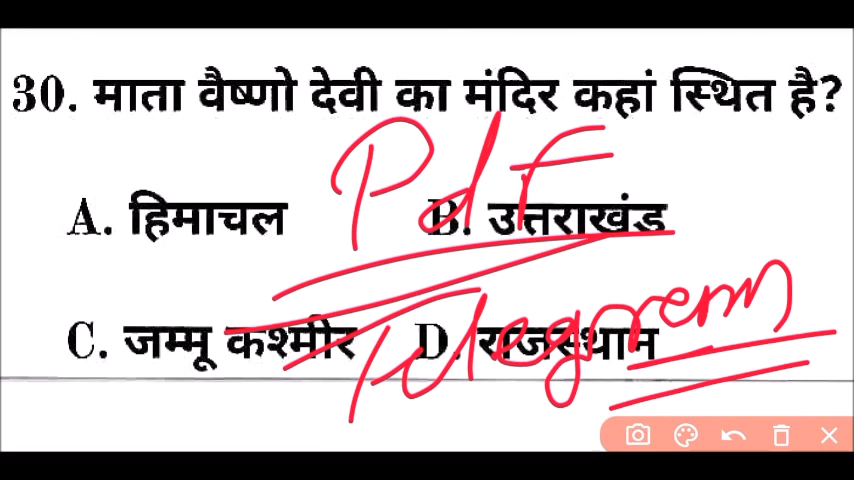 30. माता वैष्णो देवी का मंदिर कहां स्थित है?
Pdf
A. हिमाचल B. उत्तराखंड
Telegram
C. जम्मू कश्मीर D. राजस्थान